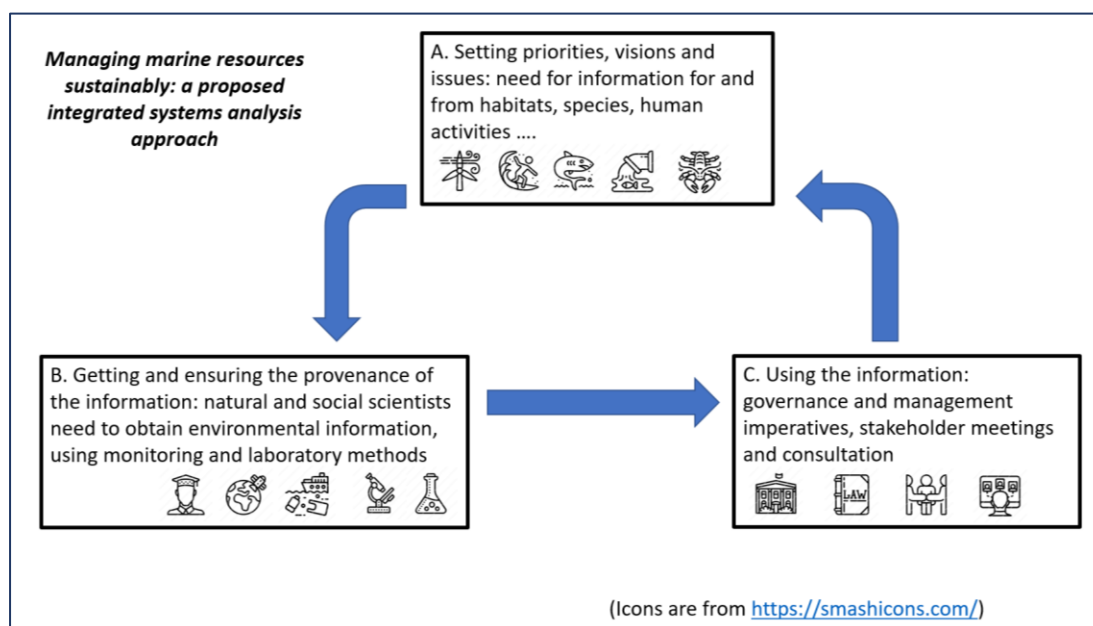 Managing marine resources
sustainably: a proposed
integrated systems analysis
approach
A. Setting priorities, visions and
issues: need for information for and
from habitats, species, human
activities ....
B. Getting and ensuring the provenance of
the information: natural and social scientists
need to obtain environmental information,
using monitoring and laboratory methods
C. Using the information:
governance and management
imperatives, stakeholder meetings
and consultation
LAW
(Icons are from https://smashicons.com/)